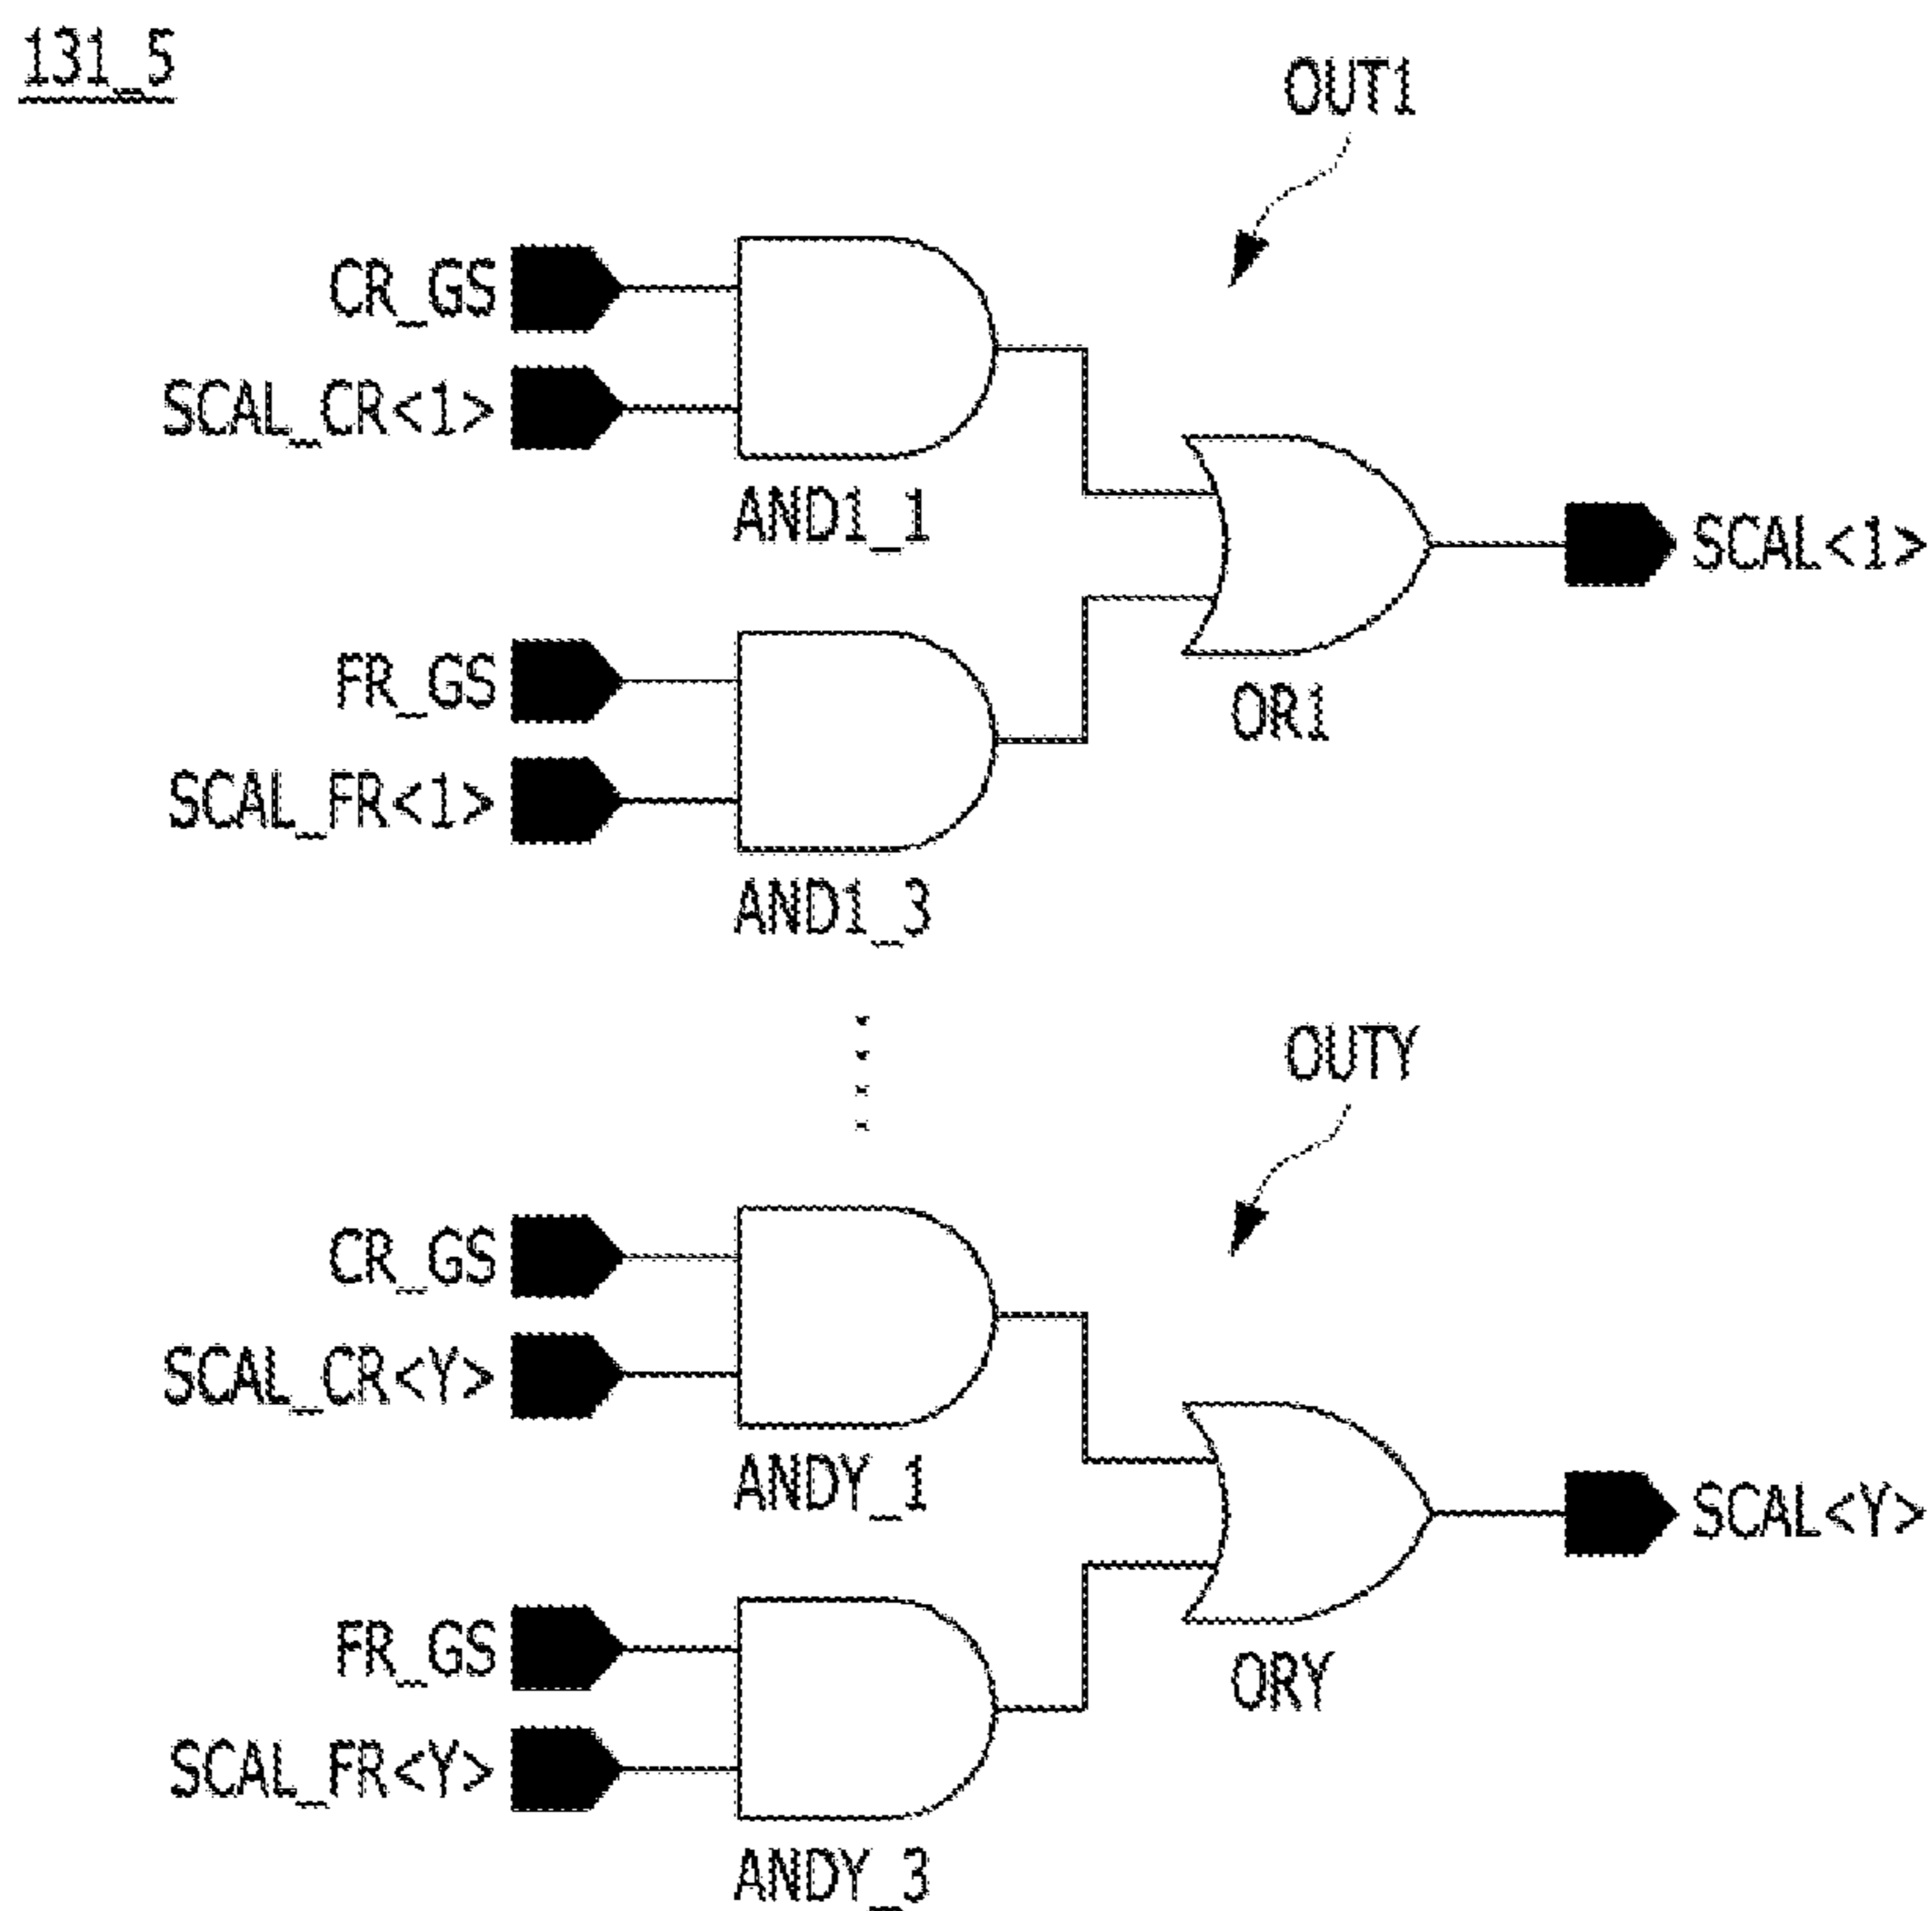 131_5
OUT1
CR_GS
SCAL_CR<1>
AND1_1
SCAL<1>
FR_GS
OR1
SCAL_FR<1>
AND1_3
OUTY
CR_GS
SCAL_CR<Y>
ANDY_1
SCAL<Y>
FR_GS
ORY
SCAL_FR<Y>
ANDY_3